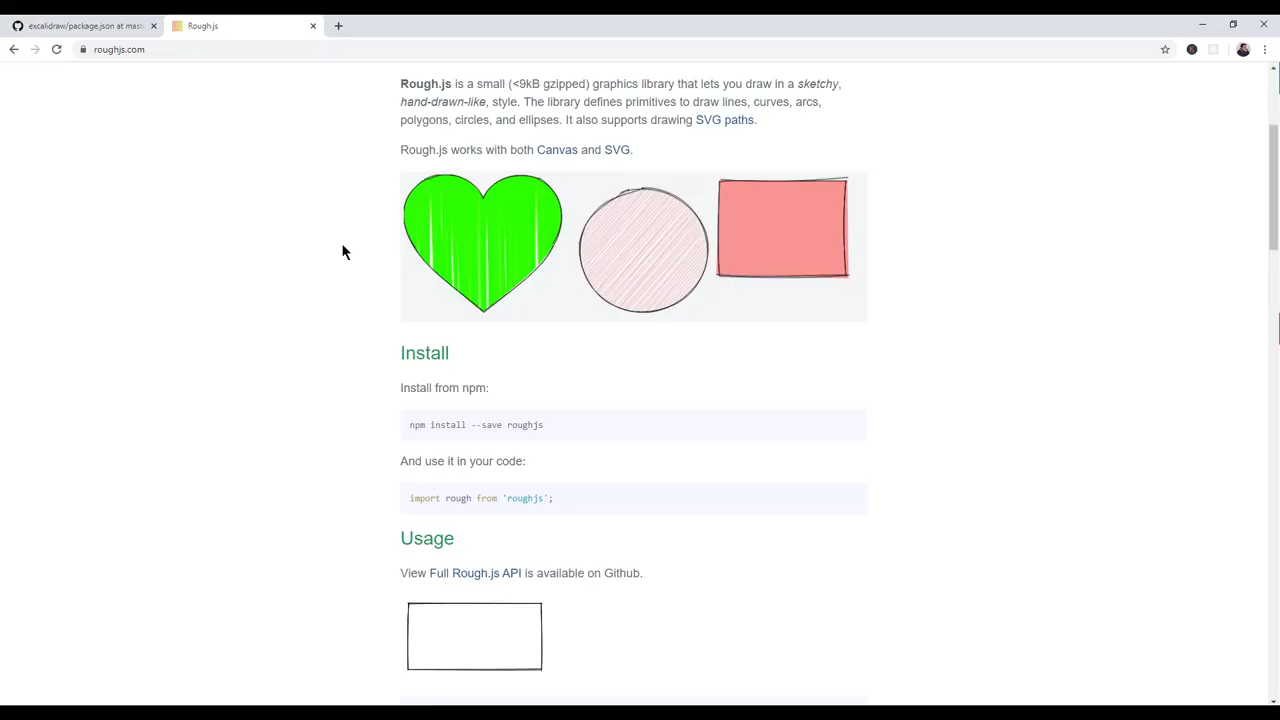 excalidraw/package.json at mast
Rough.js
roughjs.com
Rough.js is a small (<9kB gzipped) graphics library that lets you draw in a sketchy,
hand-drawn-like, style. The library defines primitives to draw lines, curves, arcs,
polygons, circles, and ellipses. It also supports drawing SVG paths.
Rough.js works with both Canvas and SVG.
Install
Install from npm:
npm install --save roughjs
And use it in your code:
import rough from 'roughjs';
Usage
View Full Rough.js API is available on Github.